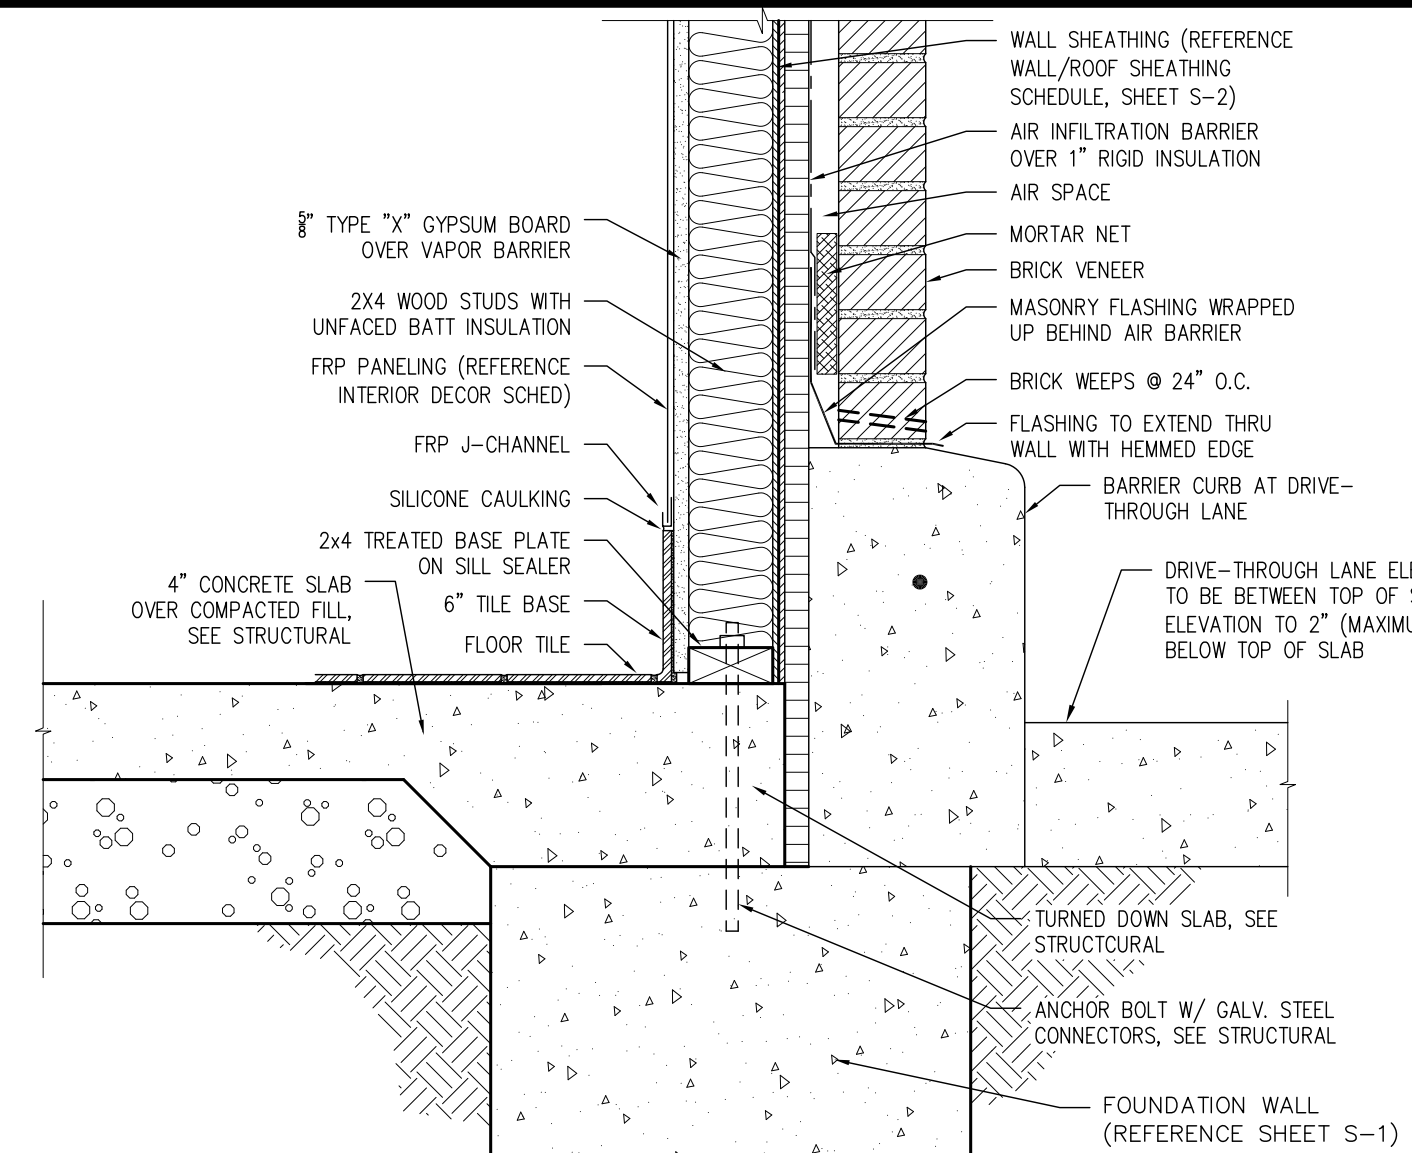 WALL SHEATHING (REFERENCE
WALL/ROOF SHEATHING
SCHEDULE, SHEET S-2)
AIR INFILTRATION BARRIER
OVER 1" RIGID INSULATION
AIR SPACE
MORTAR NET
BRICK VENEER
MASONRY FLASHING WRAPPED
UP BEHIND AIR BARRIER
BRICK WEEPS @ 24" O.C.
FLASHING TO EXTEND THRU
WALL WITH HEMMED EDGE
BARRIER CURB AT DRIVE-
THROUGH LANE
DRIVE-THROUGH LANE
TO BE BETWEEN TOP OF
ELEVATION TO 2"
BELOW TOP OF SLAB
5/8" TYPE "X" GYPSUM BOARD
OVER VAPOR BARRIER
2X4 WOOD STUDS WITH
UNFACED BATT INSULATION
FRP PANELING (REFERENCE
INTERIOR DECOR SCHED)
FRP J-CHANNEL
SILICONE CAULKING
2x4 TREATED BASE PLATE
ON SILL SEALER
4" CONCRETE SLAB
OVER COMPACTED FILL,
SEE STRUCTURAL
6" TILE BASE
FLOOR TILE
TURNED DOWN SLAB, SEE
STRUCTCURAL
ANCHOR BOLT W/ GALV. STEEL
CONNECTORS, SEE STRUCTURAL
FOUNDATION WALL
(REFERENCE SHEET S-1)